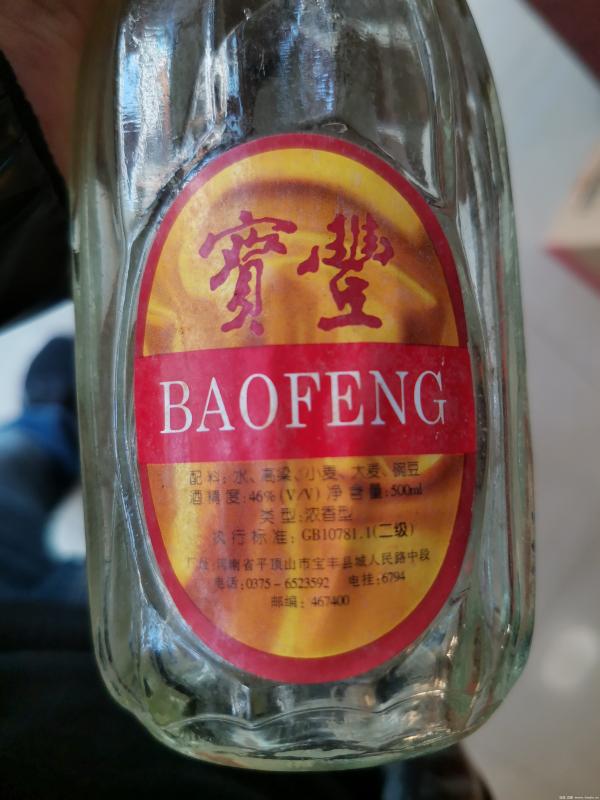 寶豐
BAOFENG
配料: 水、高梁、小麦、大麦、豌豆
酒精度: 46% (V/V) 净含量: 500ml
类型: 浓香型
执行标准: GB10781.1(二级)
厂址: 河南省平顶山市宝丰县城人民路中段
电话: 0375-6523592 电挂: 6794
邮编: 467400